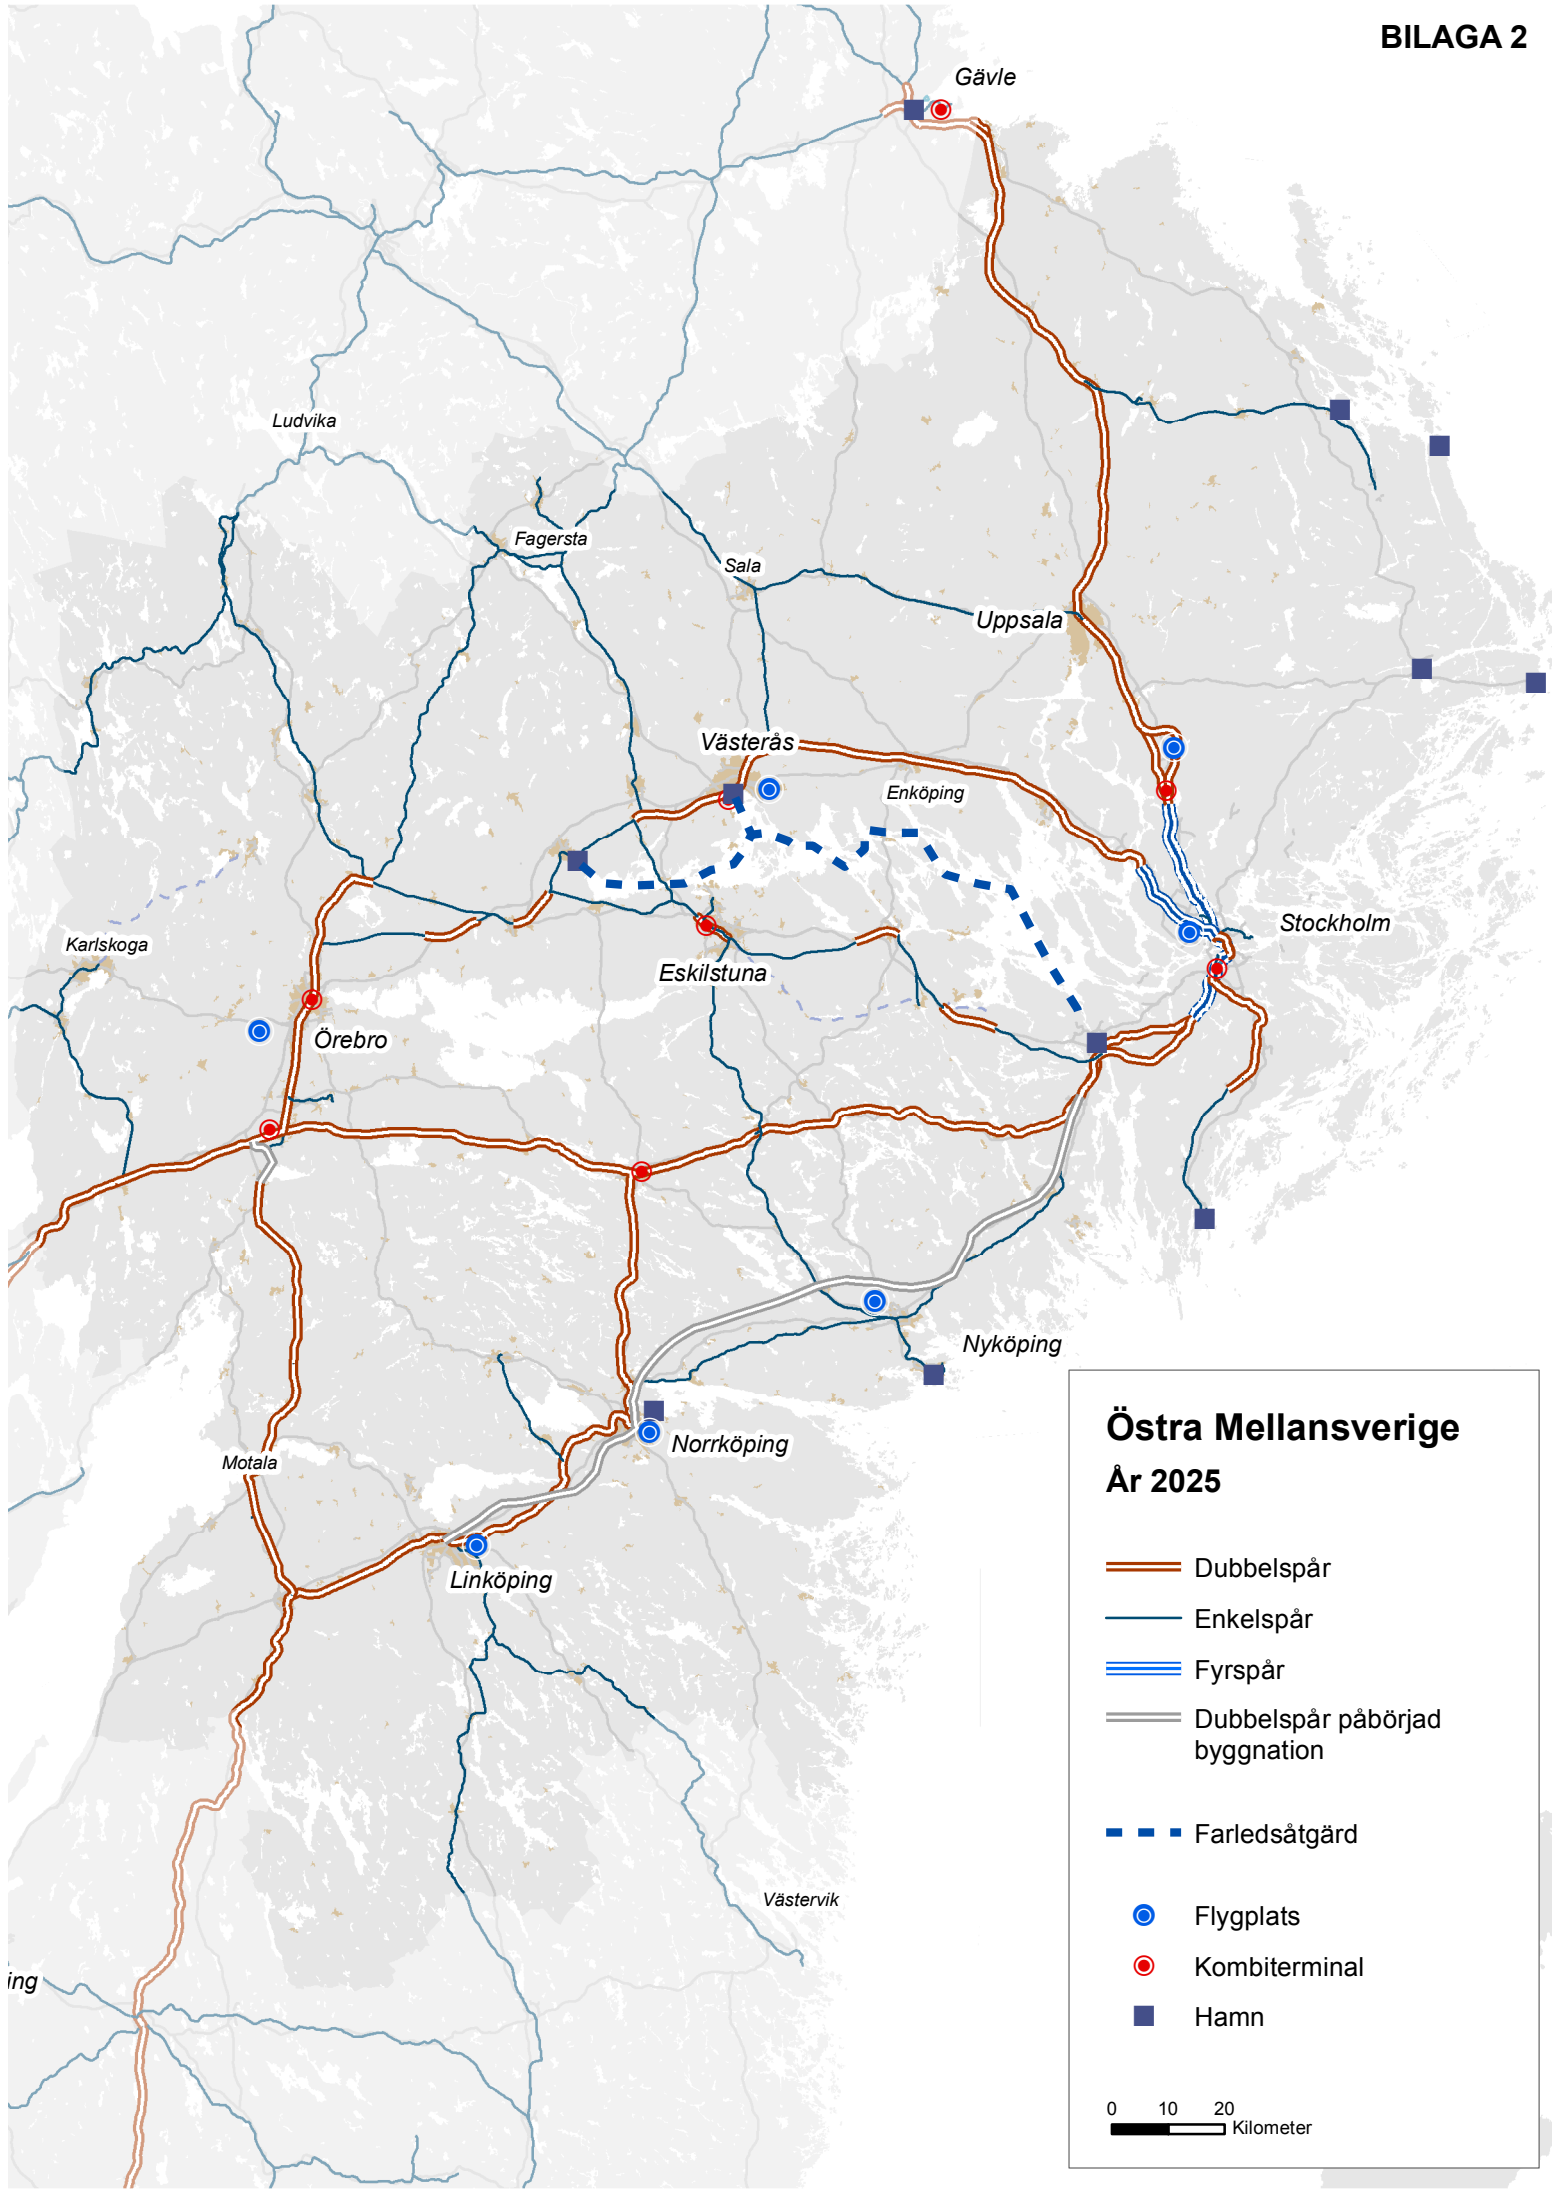 BILAGA 2
Gävle
Ludvika
Fagersta
Sala
Uppsala
Västerås
Enköping
Stockholm
Karlskoga
Eskilstuna
Örebro
Nyköping
Norrköping
Motala
Linköping
Västervik
ing
Östra Mellansverige
År 2025
Dubbelspår
Enkelspår
Fyrspår
Dubbelspår påbörjad
byggnation
Farledsåtgärd
Flygplats
Kombiterminal
Hamn
0 10 20
Kilometer